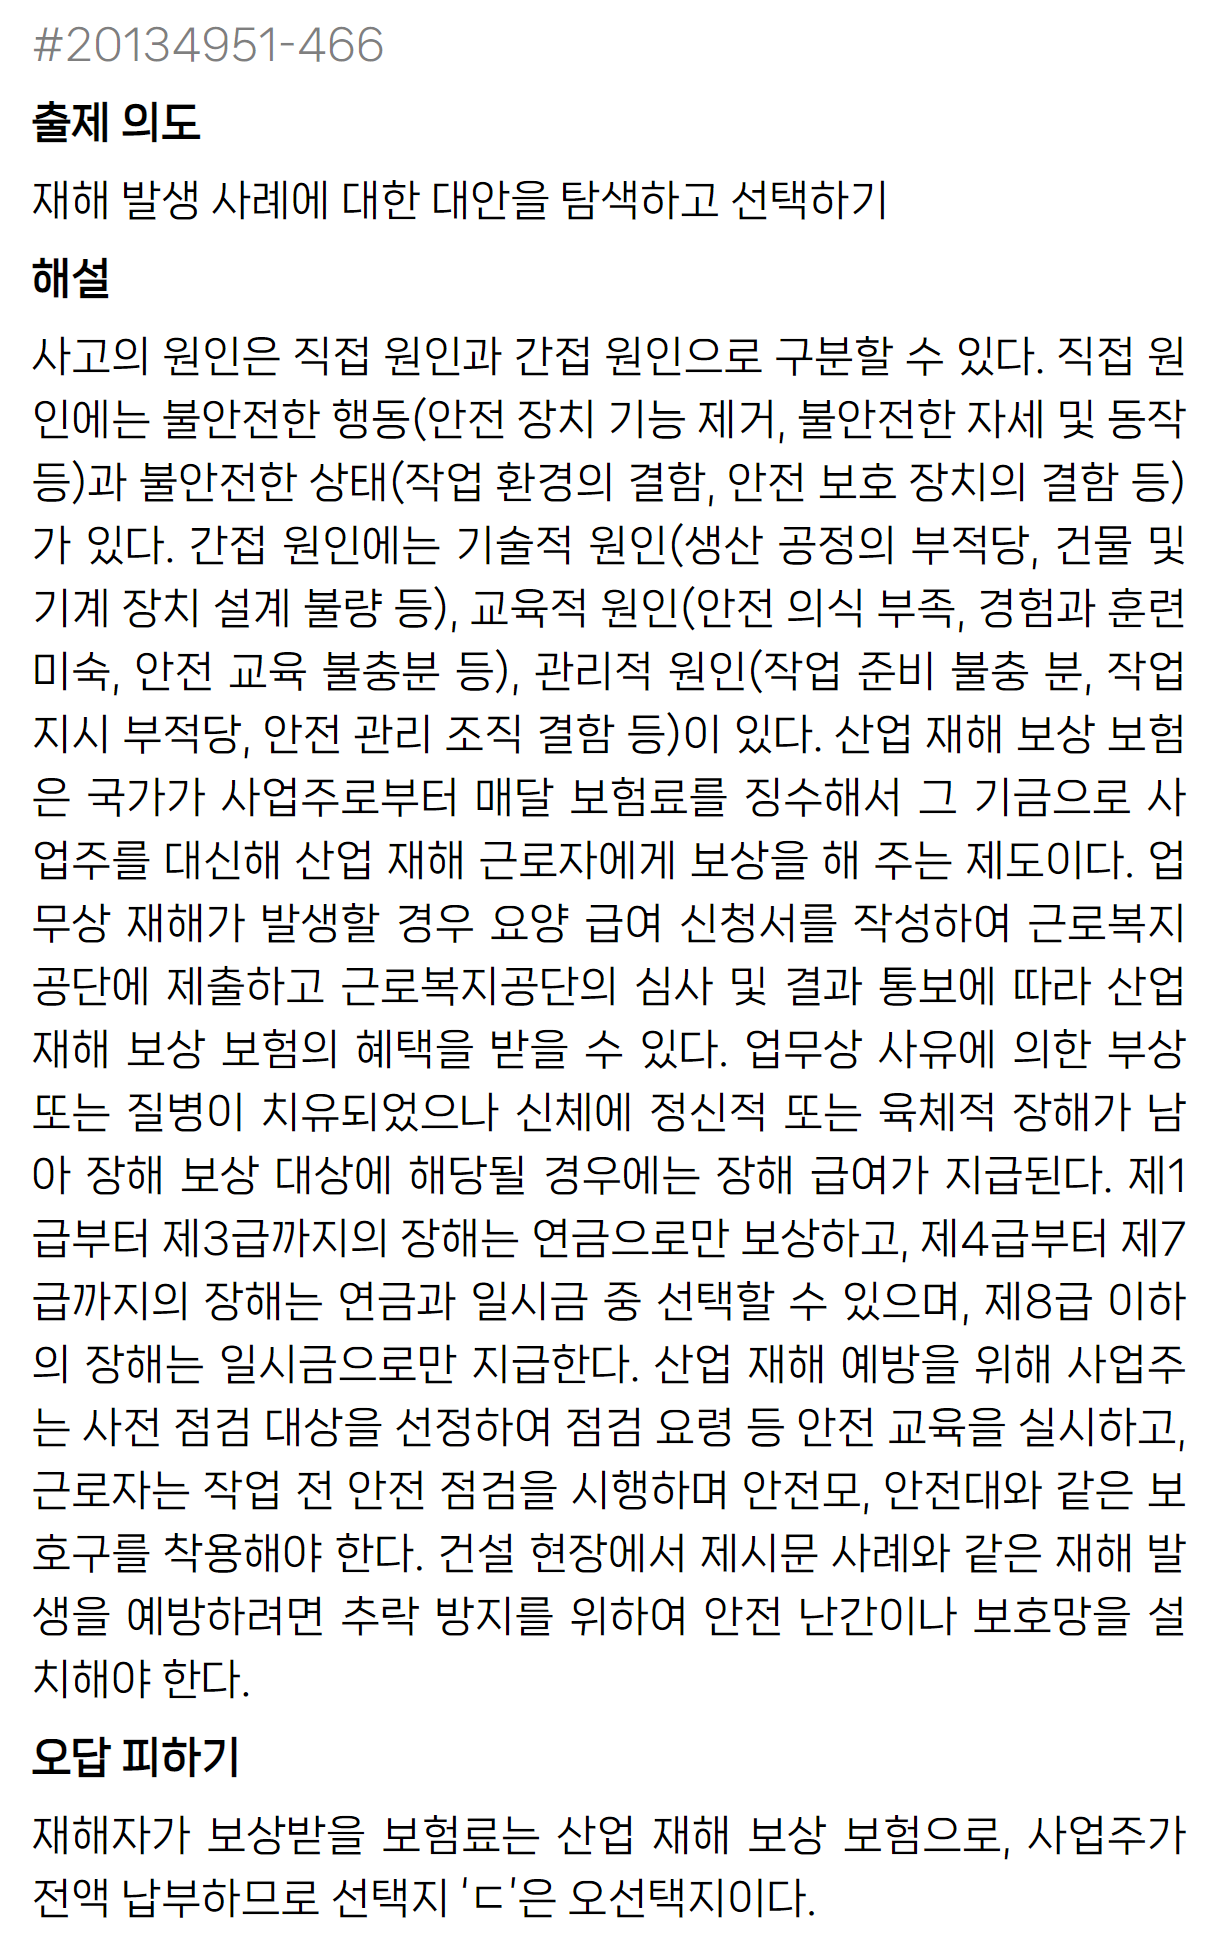 #20134951-466
출제 의도
재해 발생 사례에 대한 대안을 탐색하고 선택하기
해설
사고의 원인은 직접 원인과 간접 원인으로 구분할 수 있다. 직접 원
인에는 불안전한 행동(안전 장치 기능 제거, 불안전한 자세 및 동작
등)과 불안전한 상태(작업 환경의 결함, 안전 보호 장치의 결함 등)
가 있다. 간접 원인에는 기술적 원인(생산 공정의 부적당, 건물 및
기계 장치 설계 불량 등), 교육적 원인(안전 의식 부족, 경험과 훈련
미숙, 안전 교육 불충분 등), 관리적 원인(작업 준비 불충 분, 작업
지시 부적당, 안전 관리 조직 결함 등)이 있다. 산업 재해 보상 보험
은 국가가 사업주로부터 매달 보험료를 징수해서 그 기금으로 사
업주를 대신해 산업 재해 근로자에게 보상을 해 주는 제도이다. 업
무상 재해가 발생할 경우 요양 급여 신청서를 작성하여 근로복지
공단에 제출하고 근로복지공단의 심사 및 결과 통보에 따라 산업
재해 보상 보험의 혜택을 받을 수 있다. 업무상 사유에 의한 부상
또는 질병이 치유되었으나 신체에 정신적 또는 육체적 장해가 남
아 장해 보상 대상에 해당될 경우에는 장해 급여가 지급된다. 제1
급부터 제3급까지의 장해는 연금으로만 보상하고, 제4급부터 제7
급까지의 장해는 연금과 일시금 중 선택할 수 있으며, 제8급 이하
의 장해는 일시금으로만 지급한다. 산업 재해 예방을 위해 사업주
는 사전 점검 대상을 선정하여 점검 요령 등 안전 교육을 실시하고,
근로자는 작업 전 안전 점검을 시행하며 안전모, 안전대와 같은 보
호구를 착용해야 한다. 건설 현장에서 제시문 사례와 같은 재해 발
생을 예방하려면 추락 방지를 위하여 안전 난간이나 보호망을 설
치해야 한다.
오답 피하기
재해자가 보상받을 보험료는 산업 재해 보상 보험으로, 사업주가
전액 납부하므로 선택지 'ㄷ'은 오선택지이다.